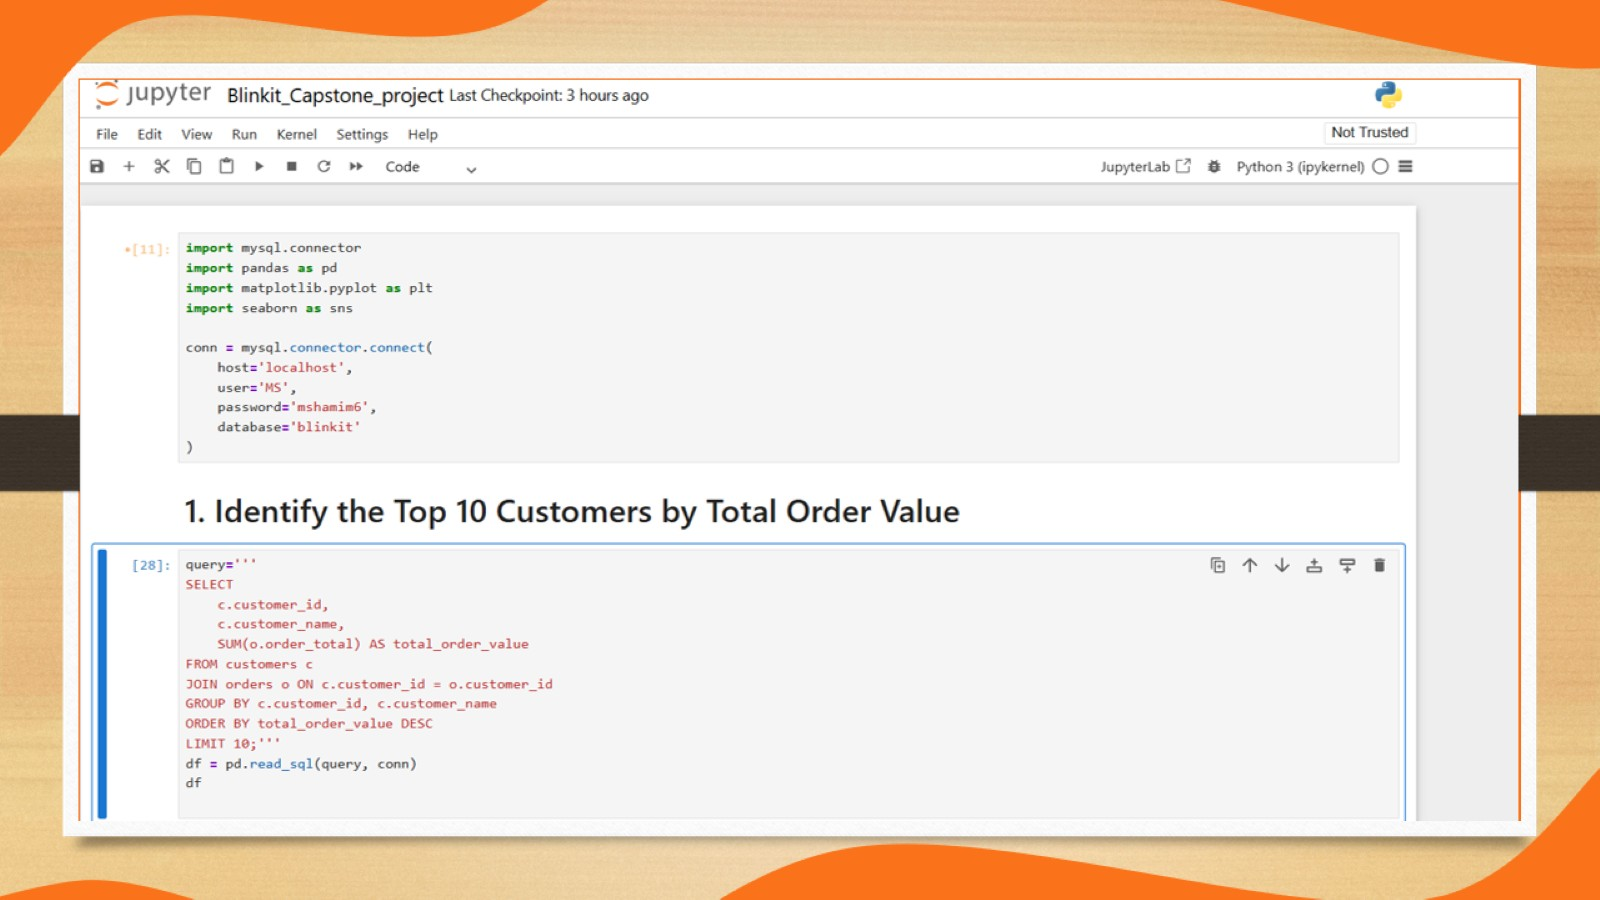 jupyter Blinkit_Capstone_project Last Checkpoint: 3 hours ago
File Edit View Run Kernel Settings Help Not Trusted
Code JupyterLab Python 3 (ipykernel)
*[11]: import mysql.connector
import pandas as pd
import matplotlib.pyplot as plt
import seaborn as sns
conn = mysql.connector.connect(
    host='localhost',
    user='MS',
    password='mshamim6',
    database='blinkit'
)
1. Identify the Top 10 Customers by Total Order Value
[28]: query='''
SELECT
    c.customer_id,
    c.customer_name,
    SUM(o.order_total) AS total_order_value
FROM customers c
JOIN orders o ON c.customer_id = o.customer_id
GROUP BY c.customer_id, c.customer_name
ORDER BY total_order_value DESC
LIMIT 10;'''
df = pd.read_sql(query, conn)
df